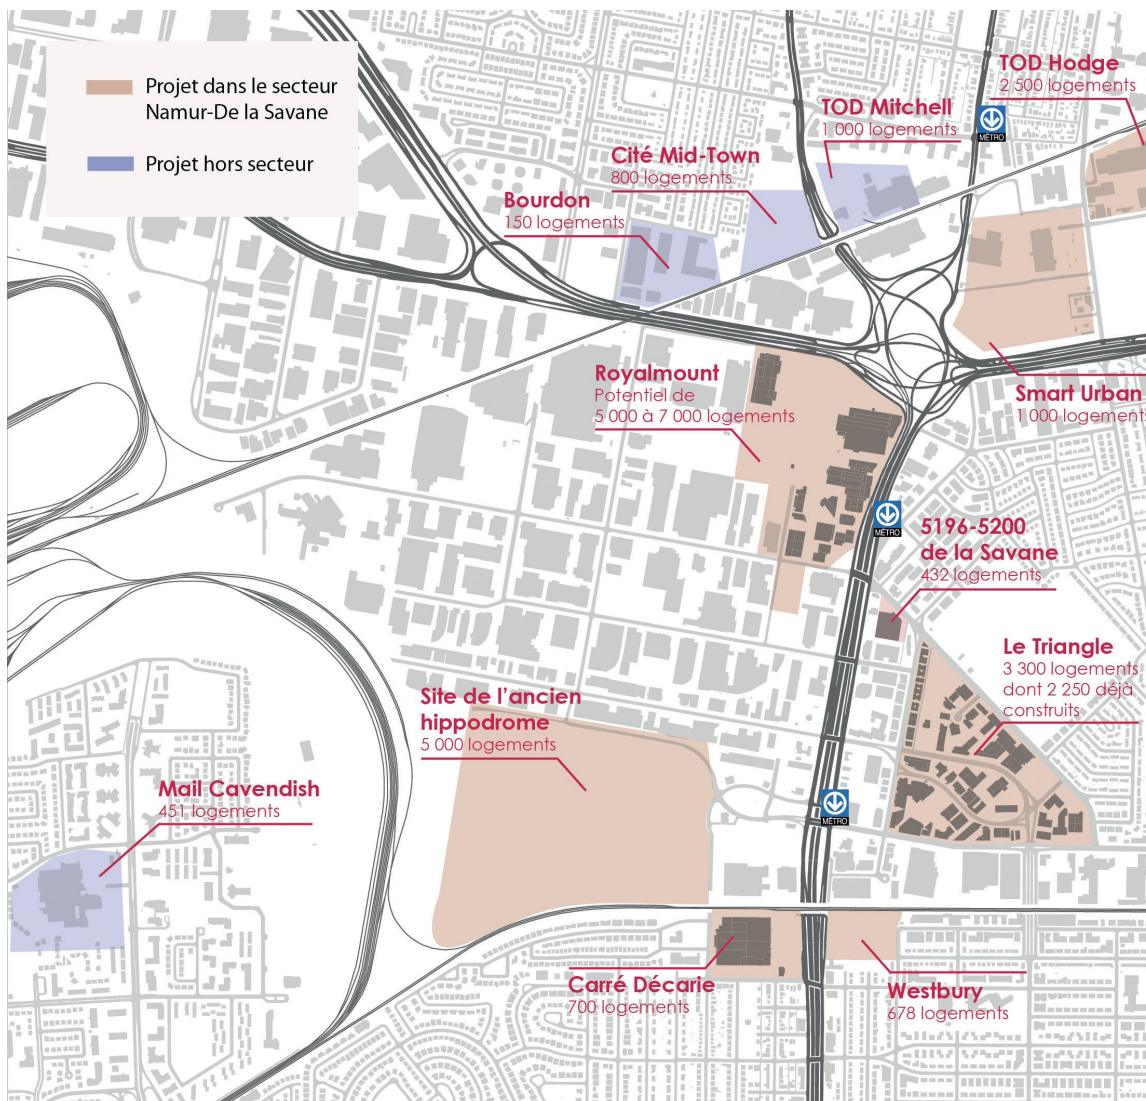 Projet dans le secteur
Namur-De la Savane
Projet hors secteur
TOD Hodge
2 500 logements
TOD Mitchell
1 000 logements
MÉTRO
Cité Mid-Town
800 logements
Bourdon
150 logements
Royalmount
Potentiel de
5 000 à 7 000 logements
Smart Urban
1 000 logements
MÉTRO
5196-5200
de la Savane
432 logements
Le Triangle
3 300 logements
dont 2 250 déjà
construits
Site de l'ancien
hippodrome
5 000 logements
Mail Cavendish
451 logements
MÉTRO
Carré Décarie
700 logements
Westbury
678 logements